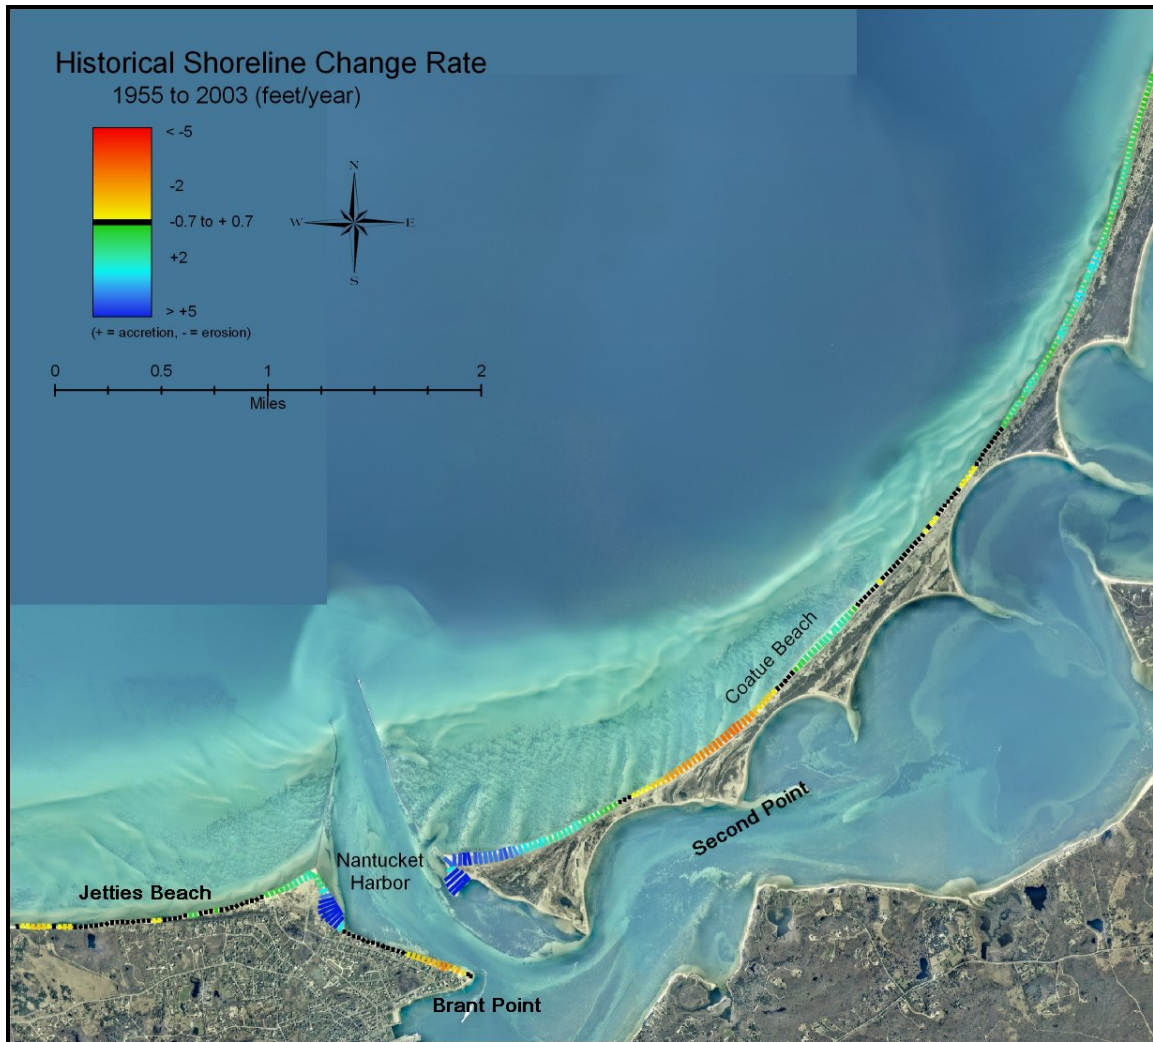 Historical Shoreline Change Rate
1955 to 2003 (feet/year)
< -5
-2
-0.7 to + 0.7
+2
> +5
(+ = accretion, - = erosion)
N
W
E
S
0
0.5
1
2
Miles
Coatue Beach
Second Point
Nantucket
Harbor
Jetties Beach
Brant Point